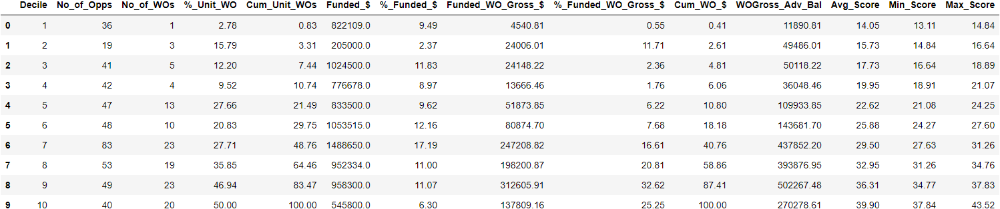 Decile No_of_Opps No_of_WOs %_Unit_WO Cum_Unit_WOs Funded_$ %_Funded_$ Funded_WO_Gross_$ %_Funded_WO_Gross_$ Cum_WO_$ WOGross_Adv_Bal Avg_Score Min_Score Max_Score
0 1 36 1 2.78 0.83 822109.0 9.49 4540.81 0.55 0.41 11890.81 14.05 13.11 14.84
1 2 19 3 15.79 3.31 205000.0 2.37 24006.01 11.71 2.61 49486.01 15.73 14.84 16.64
2 3 41 5 12.20 7.44 1024500.0 11.83 24148.22 2.36 4.81 50118.22 17.73 16.64 18.89
3 4 42 4 9.52 10.74 776678.0 8.97 13666.46 1.76 6.06 36048.46 19.95 18.91 21.07
4 5 47 13 27.66 21.49 833500.0 9.62 51873.85 6.22 10.80 109933.85 22.62 21.08 24.25
5 6 48 10 20.83 29.75 1053515.0 12.16 80874.70 7.68 18.18 143681.70 25.88 24.27 27.60
6 7 83 23 27.71 48.76 1488650.0 17.19 247208.82 16.61 40.76 437852.20 29.50 27.63 31.26
7 8 53 19 35.85 64.46 952334.0 11.00 198200.87 20.81 58.86 393876.95 32.95 31.26 34.76
8 9 49 23 46.94 83.47 958300.0 11.07 312605.91 32.62 87.41 502267.48 36.31 34.77 37.83
9 10 40 20 50.00 100.00 545800.0 6.30 137809.16 25.25 100.00 270278.61 39.90 37.84 43.52